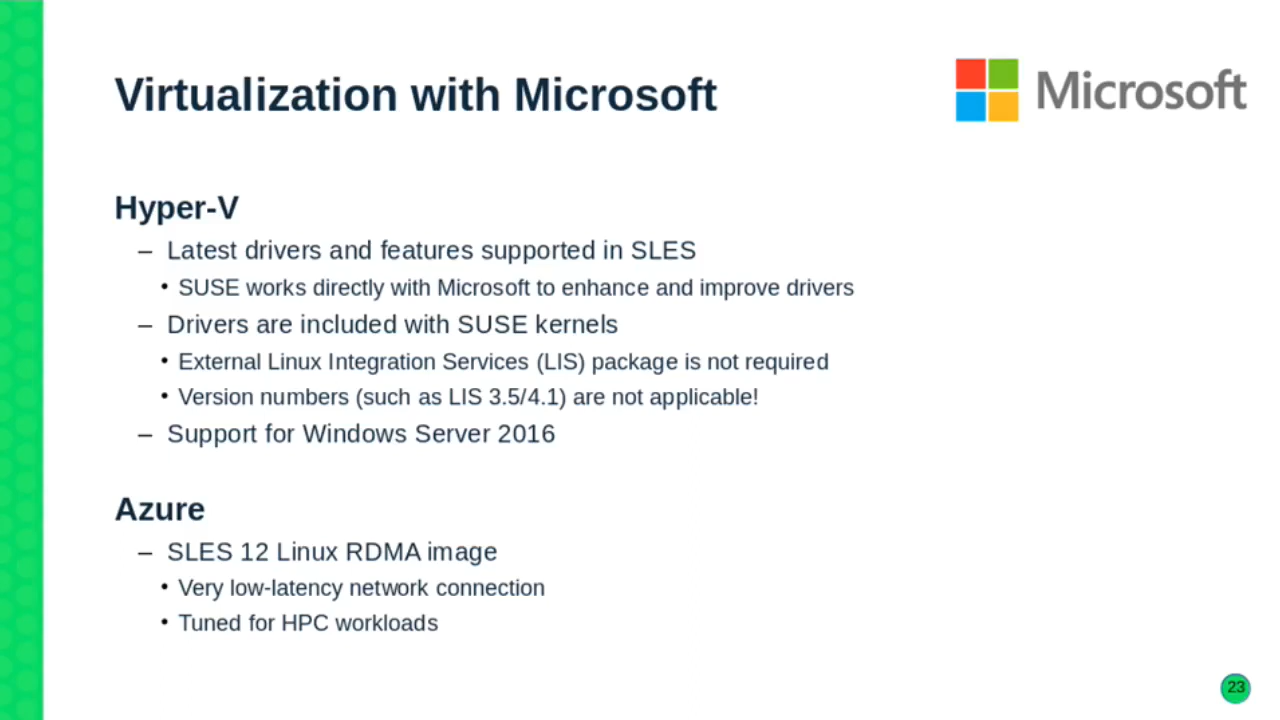 Virtualization with Microsoft
Microsoft
Hyper-V
– Latest drivers and features supported in SLES
• SUSE works directly with Microsoft to enhance and improve drivers
– Drivers are included with SUSE kernels
• External Linux Integration Services (LIS) package is not required
• Version numbers (such as LIS 3.5/4.1) are not applicable!
– Support for Windows Server 2016
Azure
– SLES 12 Linux RDMA image
• Very low-latency network connection
• Tuned for HPC workloads
23